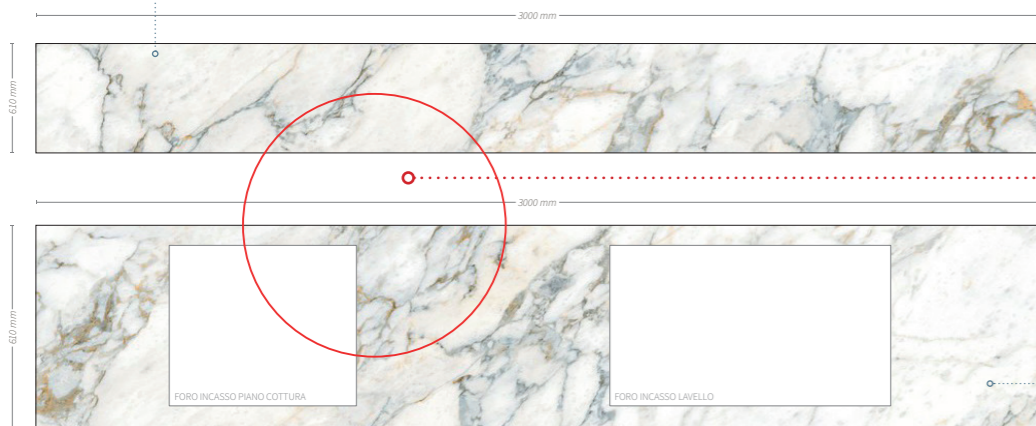 3000 mm
610 mm
3000 mm
610 mm
FORO INCASSO PIANO COTTURA
FORO INCASSO LAVELLO